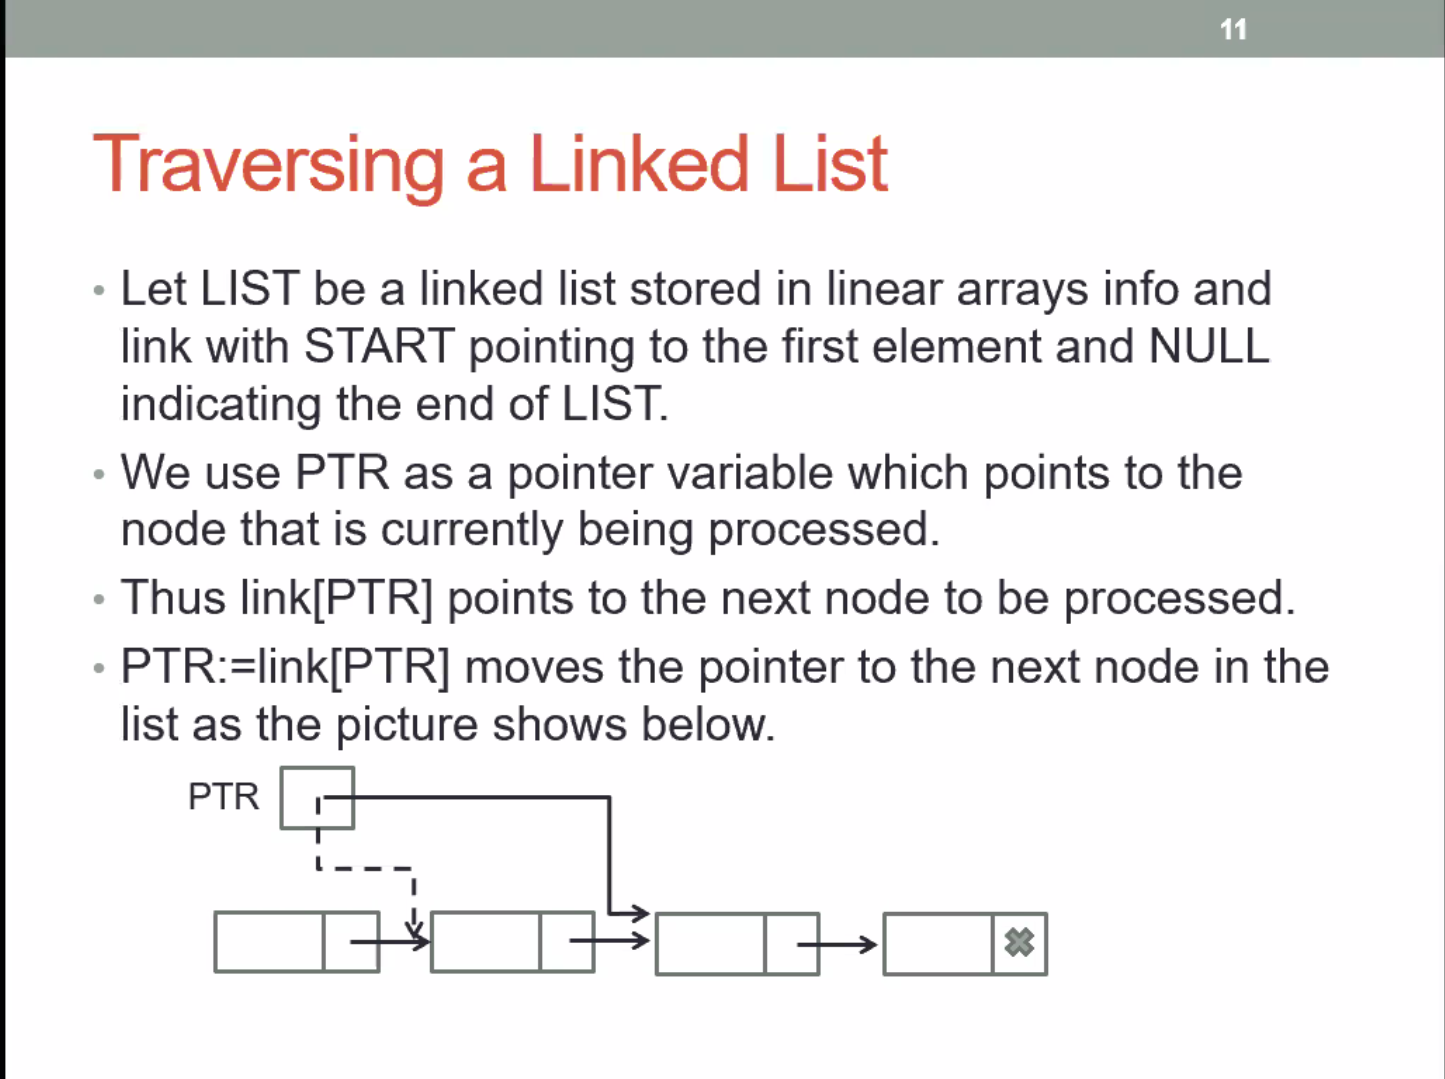 11
Traversing a Linked List
• Let LIST be a linked list stored in linear arrays info and
link with START pointing to the first element and NULL
indicating the end of LIST.
• We use PTR as a pointer variable which points to the
node that is currently being processed.
• Thus link[PTR] points to the next node to be processed.
• PTR:=link[PTR] moves the pointer to the next node in the
list as the picture shows below.
PTR